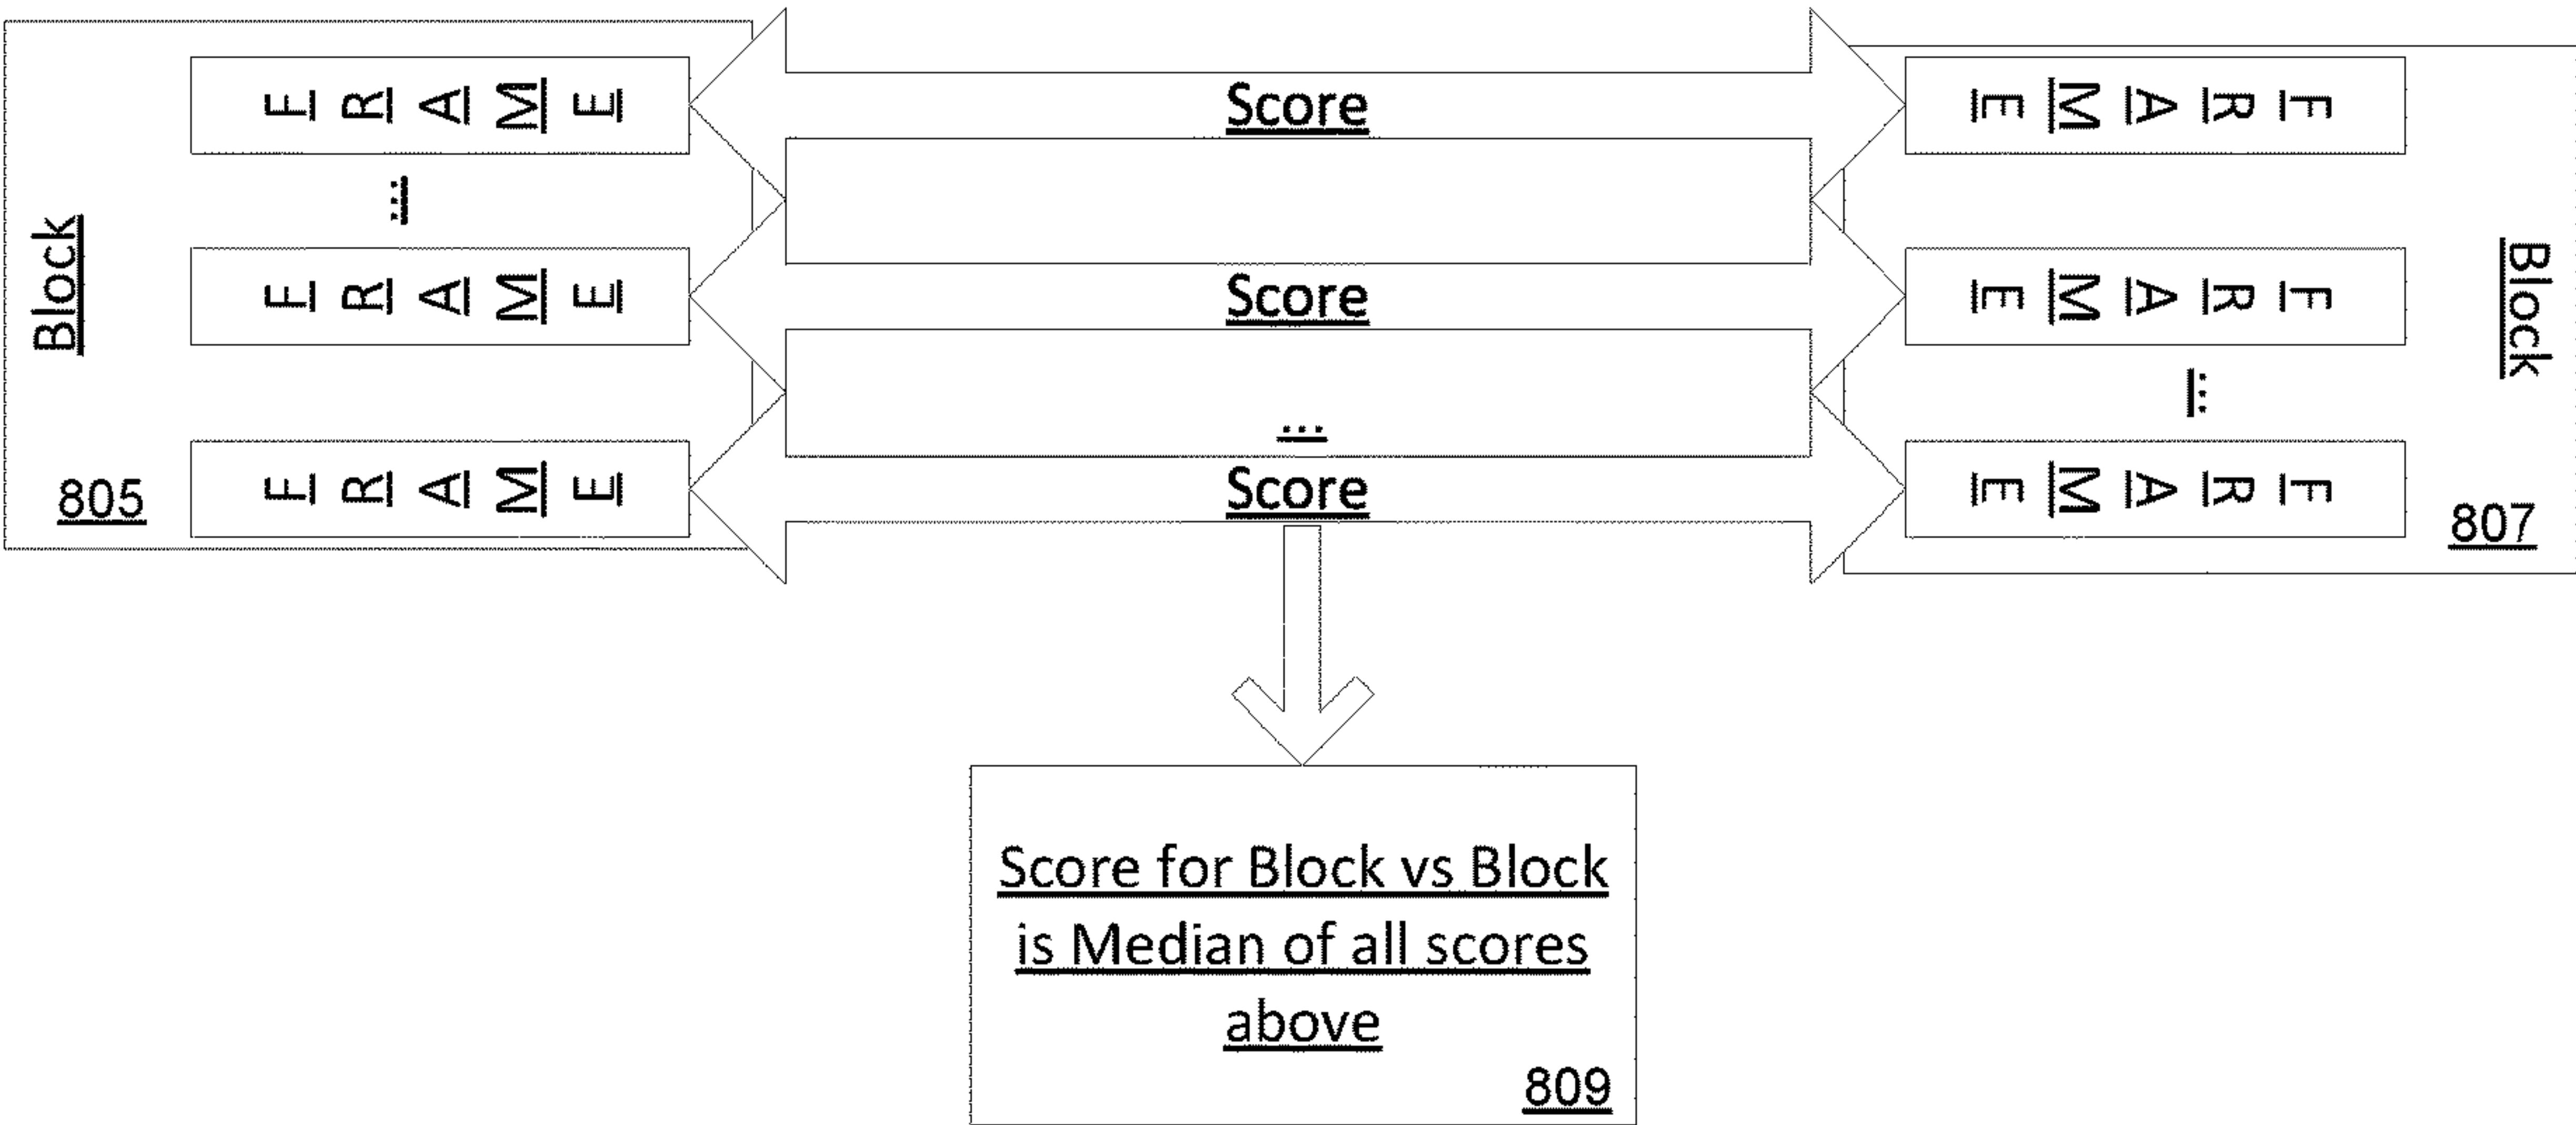 Block
FRAME
...
FRAME
FRAME
805
Score
Score
...
Score
FRAME
FRAME
...
FRAME
Block
807
Score for Block vs Block
is Median of all scores
above
809